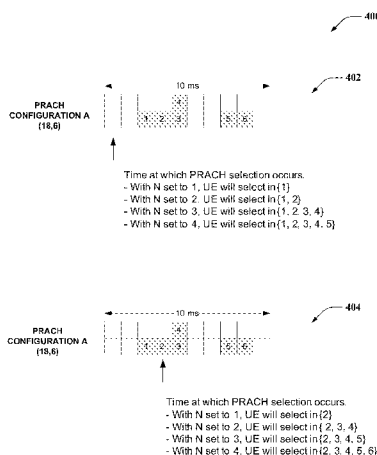 400
402
10 ms
PRACH
CONFIGURATION A
(18,6)
4
1 2 3 5 6
Time at which PRACH selection occurs.
- With N set to 1, UE will select in {1}
- With N set to 2, UE will select in {1, 2}
- With N set to 3, UE will select in {1, 2, 3, 4}
- With N set to 4, UE will select in {1, 2, 3, 4, 5}
404
10 ms
PRACH
CONFIGURATION A
(18,6)
4
1 2 3 5 6
Time at which PRACH selection occurs.
- With N set to 1, UE will select in {2}
- With N set to 2, UE will select in { 2, 3, 4}
- With N set to 3, UE will select in {2, 3, 4, 5}
- With N set to 4, UE will select in {2, 3, 4, 5, 6}